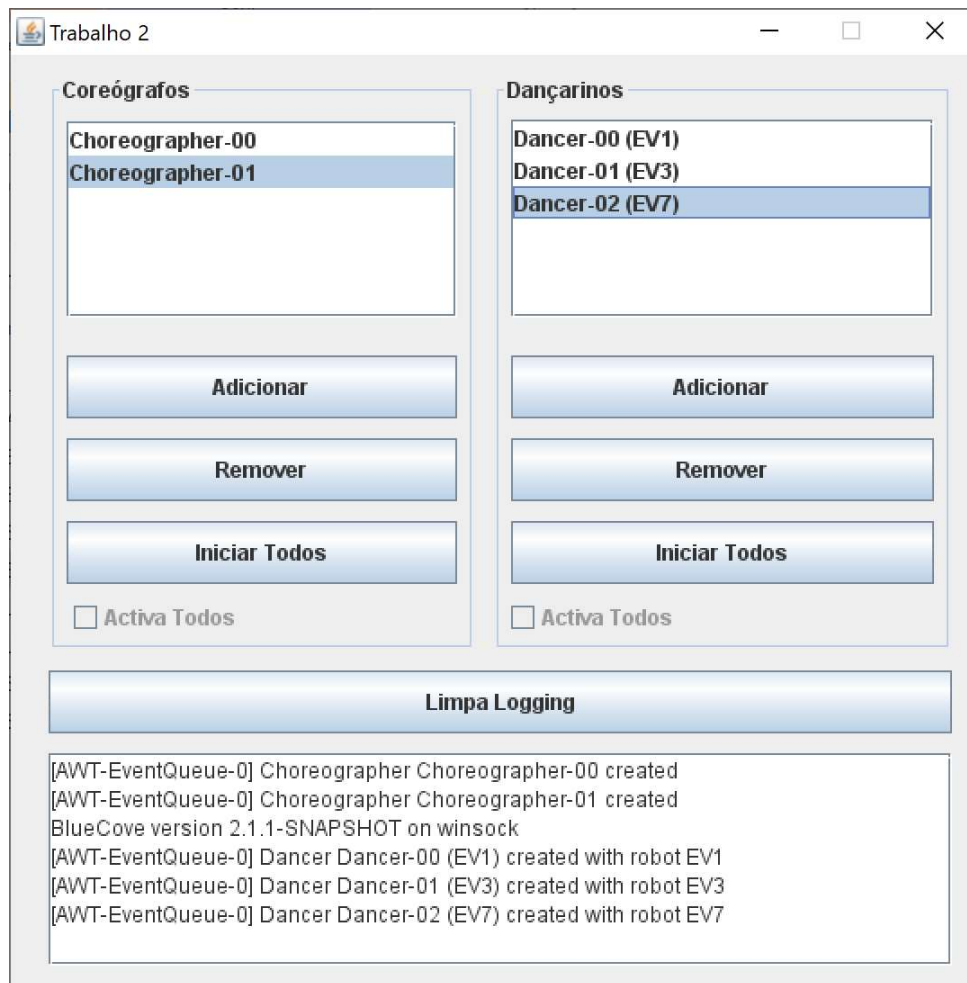 Trabalho 2
Coreógrafos
Choreographer-00
Choreographer-01
Adicionar
Remover
Iniciar Todos
Activa Todos
Dançarinos
Dancer-00 (EV1)
Dancer-01 (EV3)
Dancer-02 (EV7)
Adicionar
Remover
Iniciar Todos
Activa Todos
Limpa Logging
[AWT-EventQueue-0] Choreographer Choreographer-00 created
[AWT-EventQueue-0] Choreographer Choreographer-01 created
BlueCove version 2.1.1-SNAPSHOT on winsock
[AWT-EventQueue-0] Dancer Dancer-00 (EV1) created with robot EV1
[AWT-EventQueue-0] Dancer Dancer-01 (EV3) created with robot EV3
[AWT-EventQueue-0] Dancer Dancer-02 (EV7) created with robot EV7